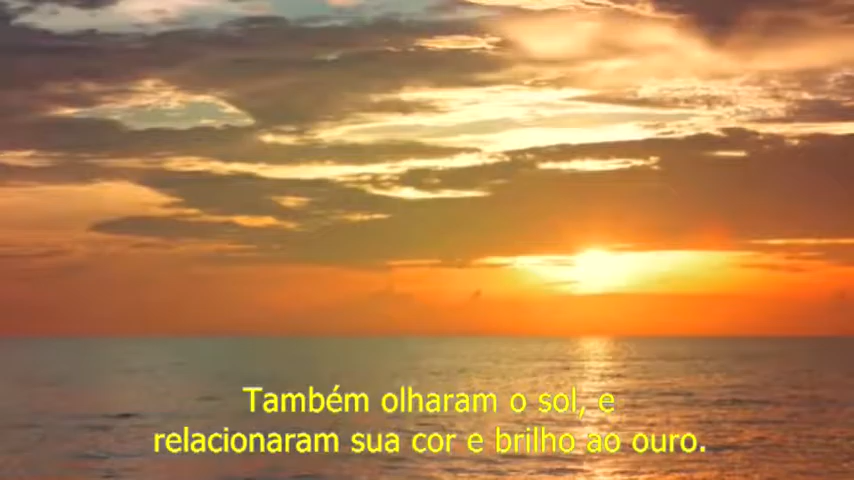 Também olharam o sol, e
relacionaram sua cor e brilho ao ouro.